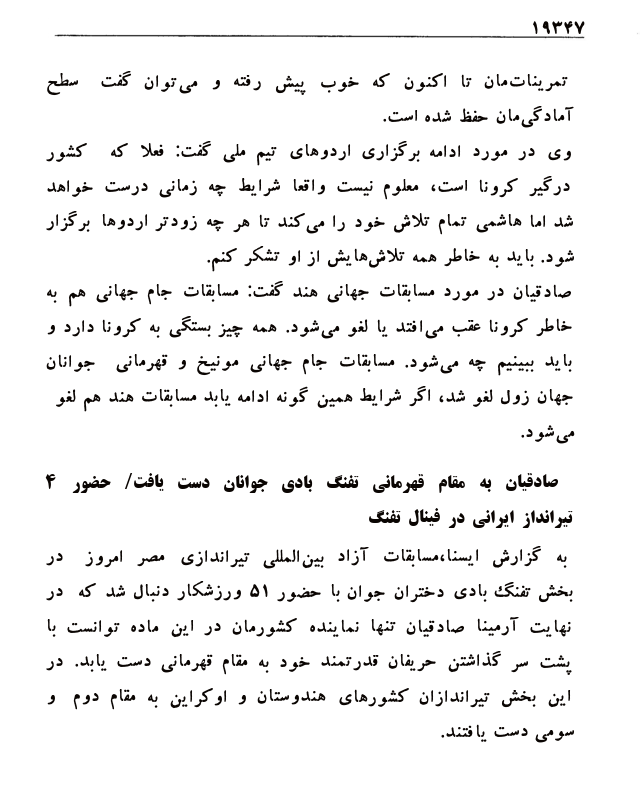 ۱۹۳۴۷
تمرینات‌مان تا اکنون که خوب پیش رفته و می‌توان گفت سطح
آمادگی‌مان حفظ شده است.
وی در مورد ادامه برگزاری اردوهای تیم ملی گفت: فعلا که کشور
درگیر کرونا است، معلوم نیست واقعا شرایط چه زمانی درست خواهد
شد اما هاشمی تمام تلاش خود را می‌کند تا هر چه زودتر اردوها برگزار
شود. باید به خاطر همه تلاش‌هایش از او تشکر کنم.
صادقیان در مورد مسابقات جهانی هند گفت: مسابقات جام جهانی هم به
خاطر کرونا عقب می‌افتد یا لغو می‌شود. همه چیز بستگی به کرونا دارد و
باید ببینیم چه می‌شود. مسابقات جام جهانی مونیخ و قهرمانی جوانان
جهان زول لغو شد، اگر شرایط همین گونه ادامه یابد مسابقات هند هم لغو
می‌شود.
صادقیان به مقام قهرمانی تفنگ بادی جوانان دست یافت/ حضور ۴
تیرانداز ایرانی در فینال تفنگ
به گزارش ایسنا،مسابقات آزاد بین‌المللی تیراندازی مصر امروز در
بخش تفنگ بادی دختران جوان با حضور ۵۱ ورزشکار دنبال شد که در
نهایت آرمینا صادقیان تنها نماینده کشورمان در این ماده توانست با
پشت سر گذاشتن حریفان قدرتمند خود به مقام قهرمانی دست یابد. در
این بخش تیراندازان کشورهای هندوستان و اوکراین به مقام دوم و
سومی دست یافتند.